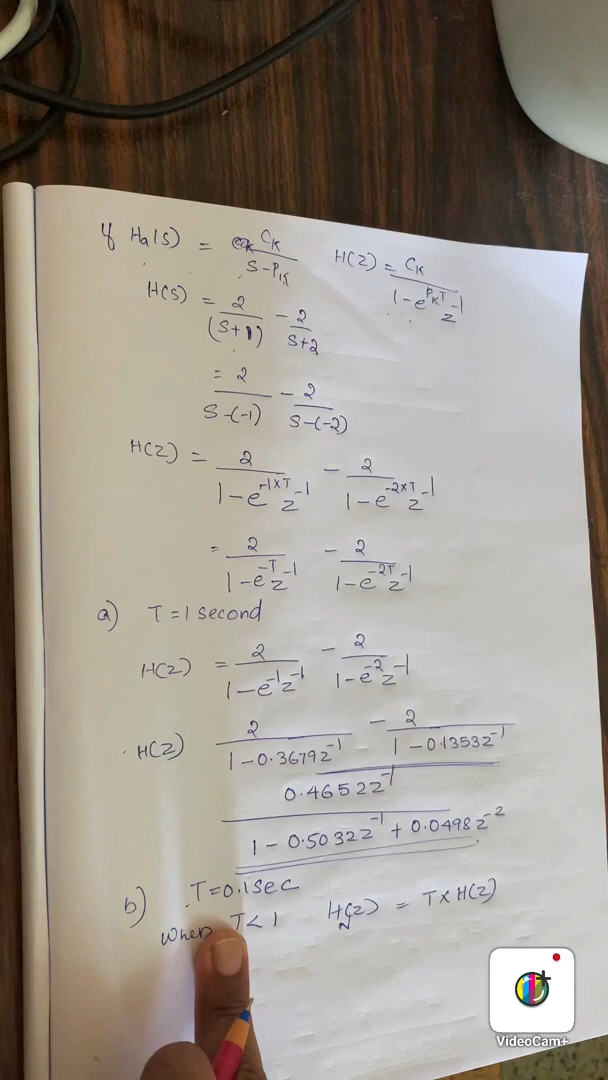 If Ha(s) = Ck / (s-Pk) H(z) = Ck / (1-e^(PkT) z^-1)
H(s) = 2/(s+1) - 2/(s+2)
= 2/(s-(-1)) - 2/(s-(-2))
H(z) = 2/(1-e^(-1xT) z^-1) - 2/(1-e^(-2xT) z^-1)
= 2/(1-e^(-T) z^-1) - 2/(1-e^(-2T) z^-1)
a) T = 1 second
H(z) = 2/(1-e^-1 z^-1) - 2/(1-e^-2 z^-1)
H(z) 2/(1-0.3679z^-1) - 2/(1-0.1353z^-1)
0.4652z^-1 / (1-0.5032z^-1 + 0.0498z^-2)
b) T=0.1sec
When T<1 HN(z) = T x H(z)
VideoCam+